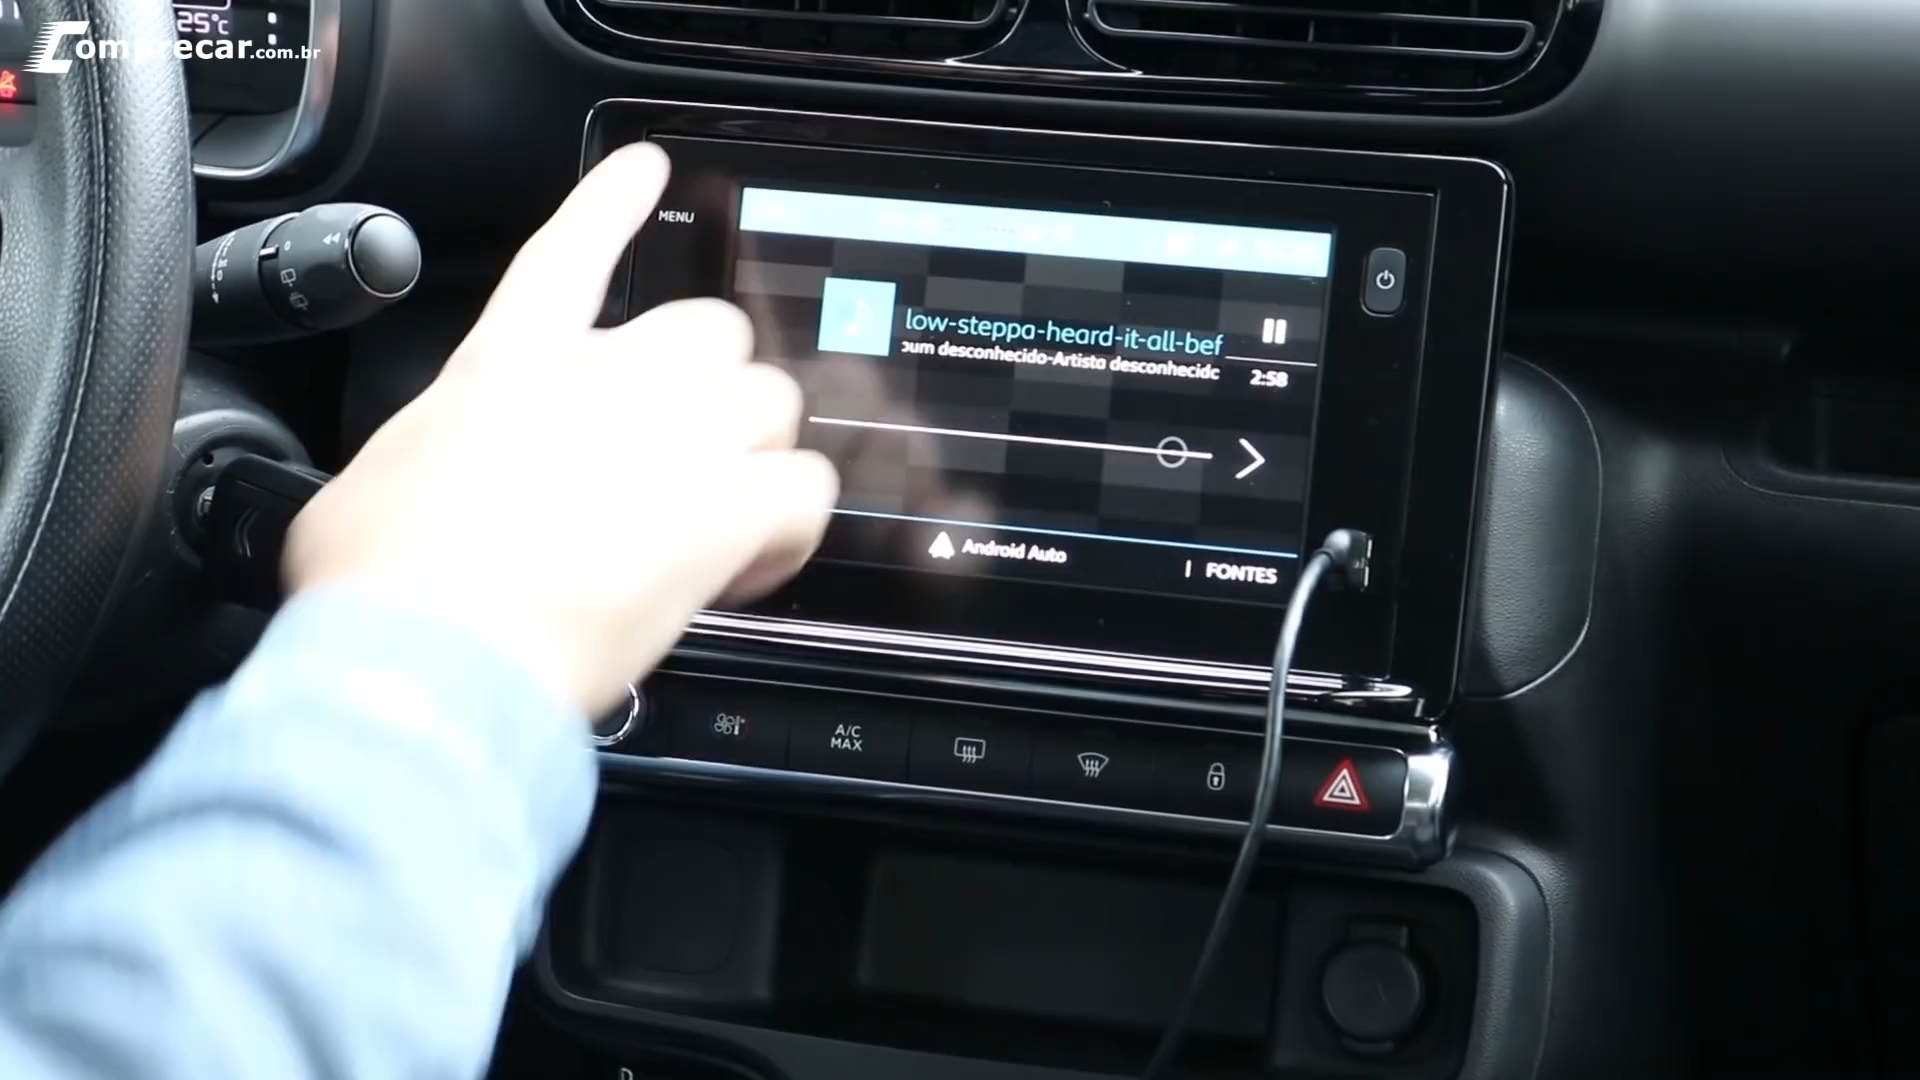 25°c
Comprecar.com.br
MENU
0
low-steppa-heard-it-all-bef
desconhecido-Artista desconhecidc
2:58
Android Auto
| FONTES
A/C
MAX